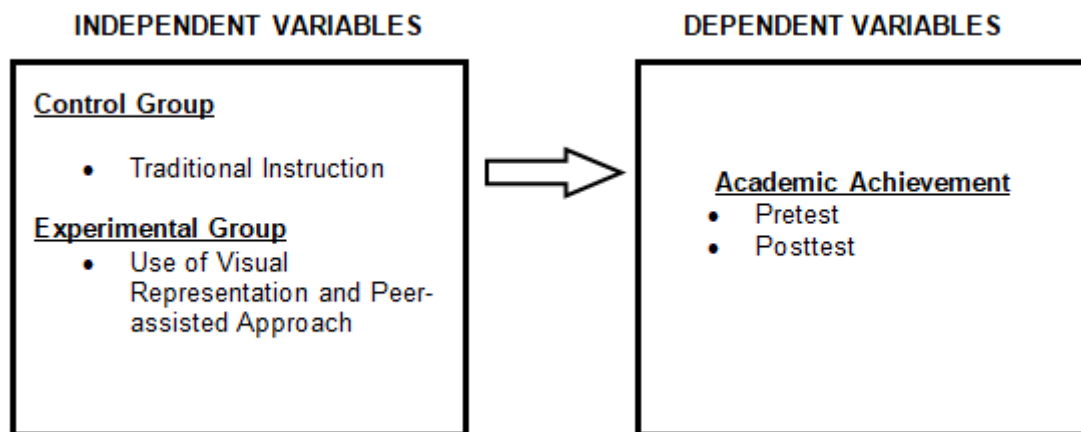 INDEPENDENT VARIABLES
Control Group
• Traditional Instruction
Experimental Group
• Use of Visual
Representation and Peer-
assisted Approach
DEPENDENT VARIABLES
Academic Achievement
• Pretest
• Posttest